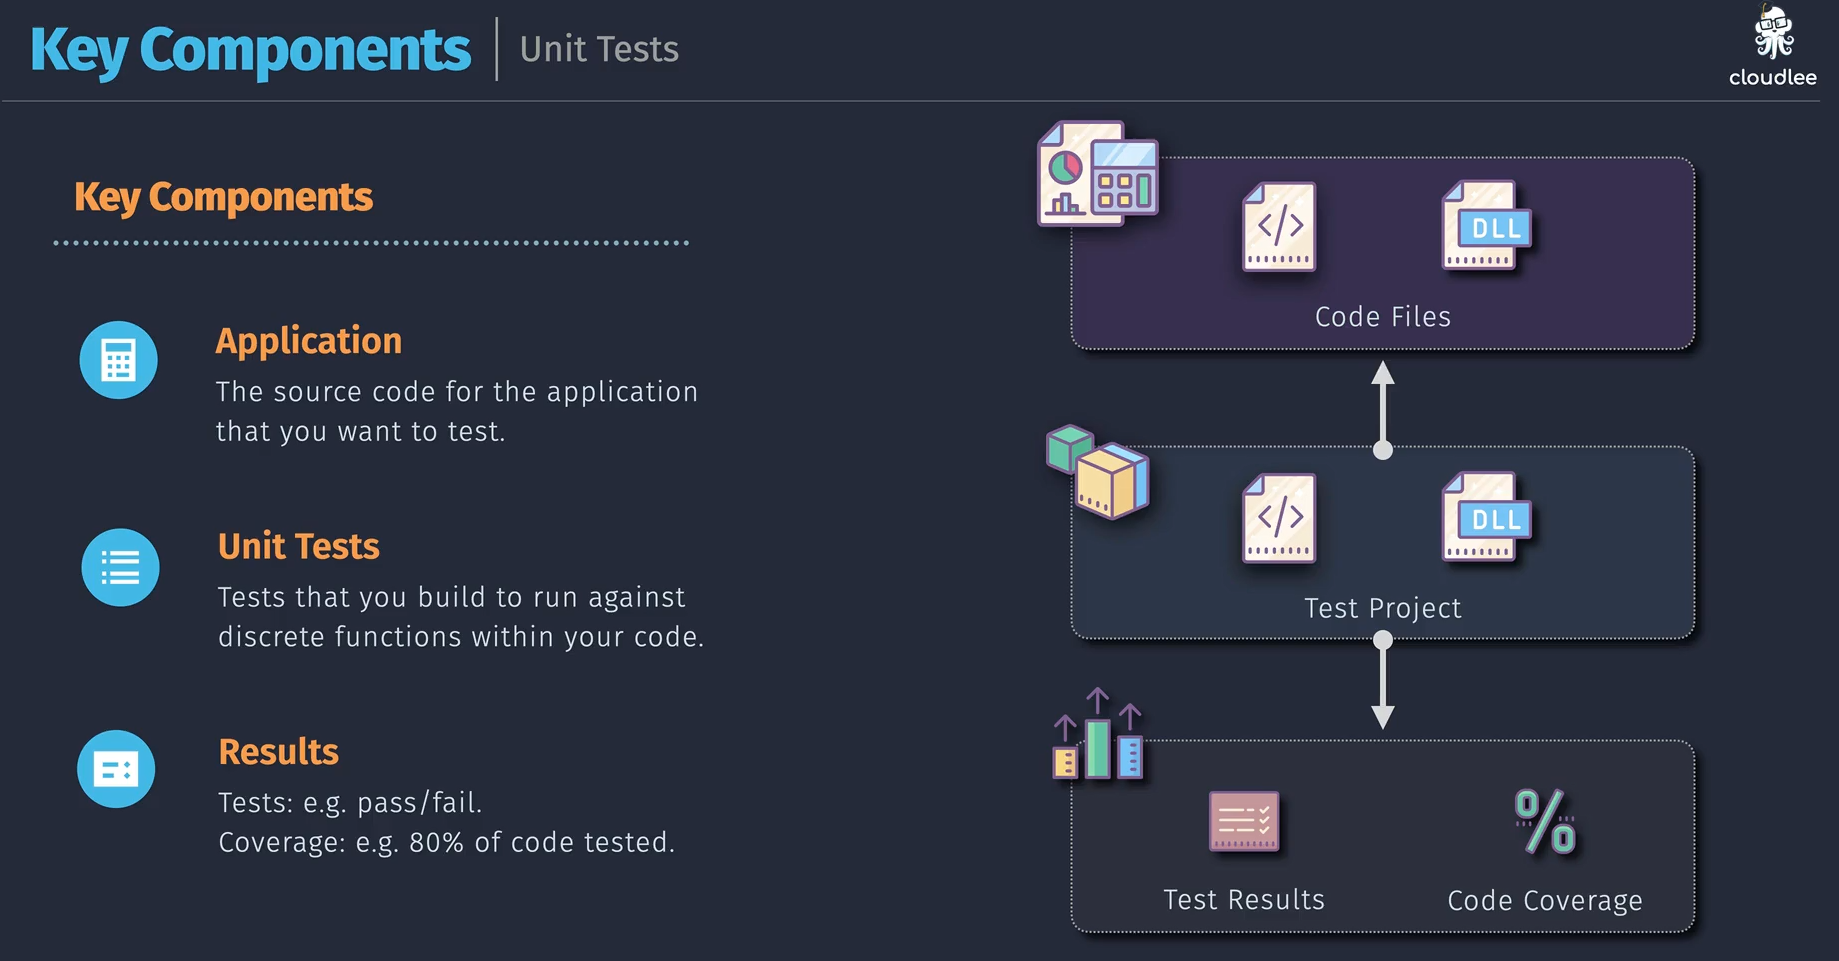 Key Components
Unit Tests
cloudlee
Key Components
Application
The source code for the application
that you want to test.
Unit Tests
Tests that you build to run against
discrete functions within your code.
Results
Tests: e.g. pass/fail.
Coverage: e.g. 80% of code tested.
</>
DLL
Code Files
</>
DLL
Test Project
%
Test Results
Code Coverage